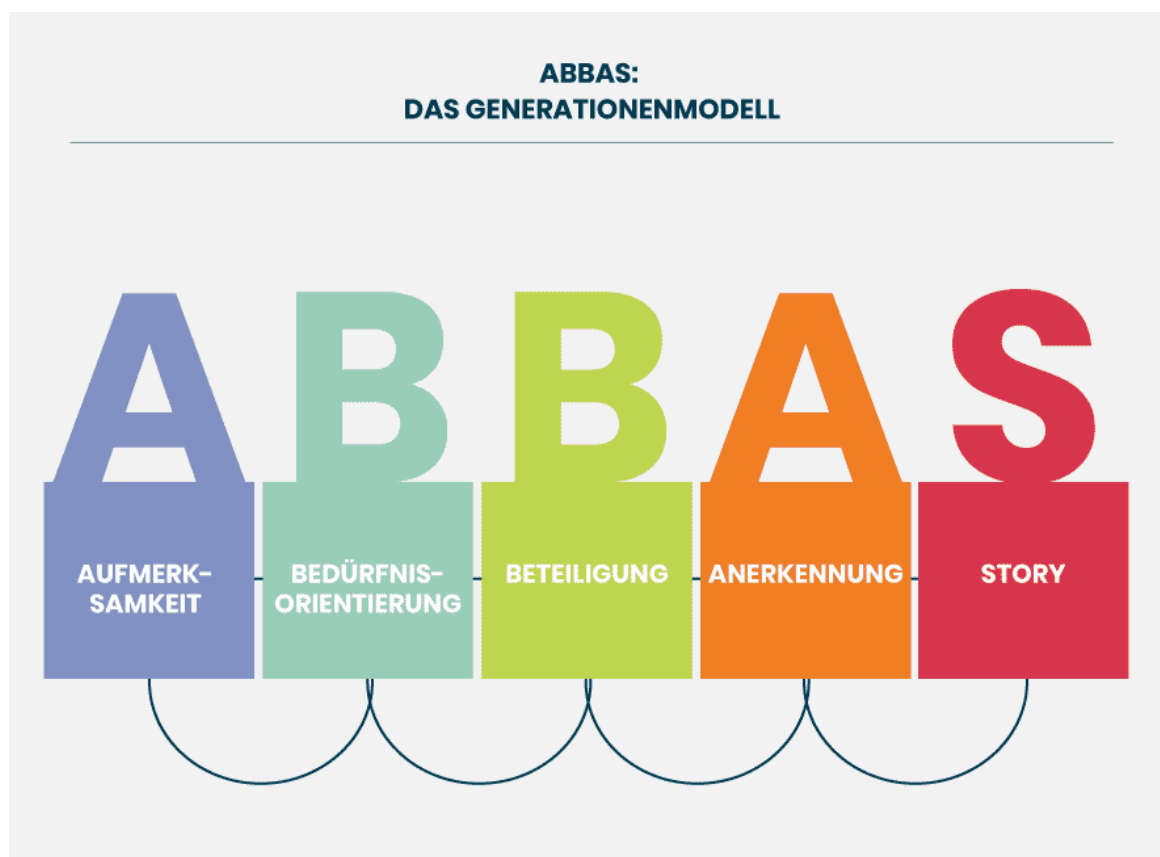 ABBAS:
DAS GENERATIONENMODELL
A B B A S
AUFMERK-
SAMKEIT
BEDÜRFNIS-
ORIENTIERUNG
BETEILIGUNG
ANERKENNUNG
STORY